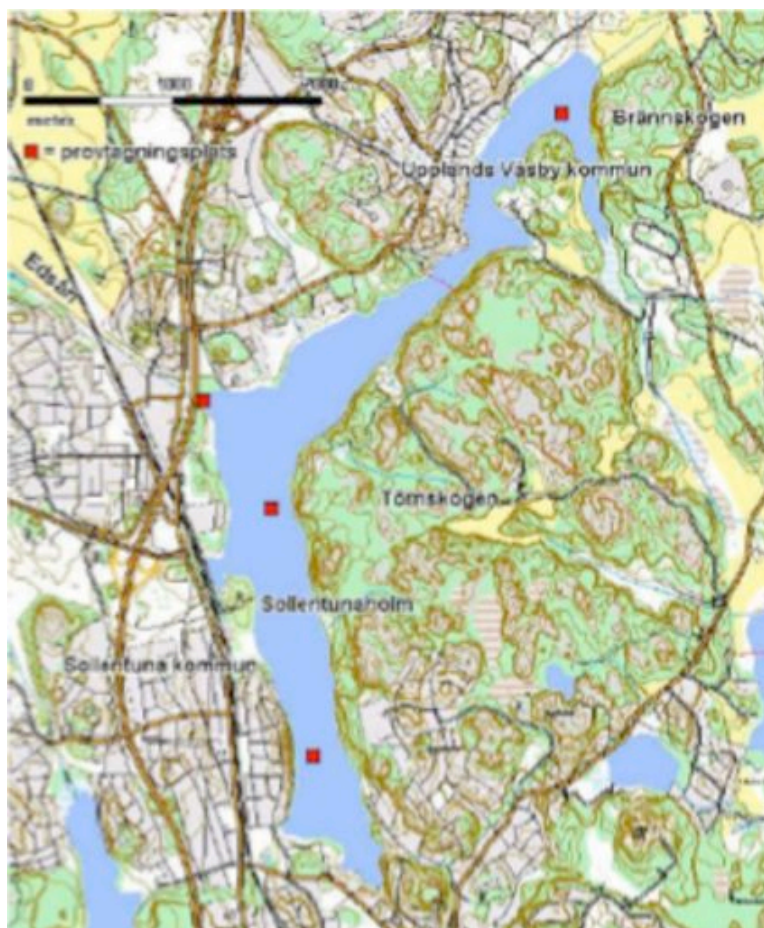 0 1000 2000
meter
= provtagningsplats
Brännskogen
Upplands Väsby kommun
Edsån
Törnskogen
Sollentunaholm
Sollentuna kommun